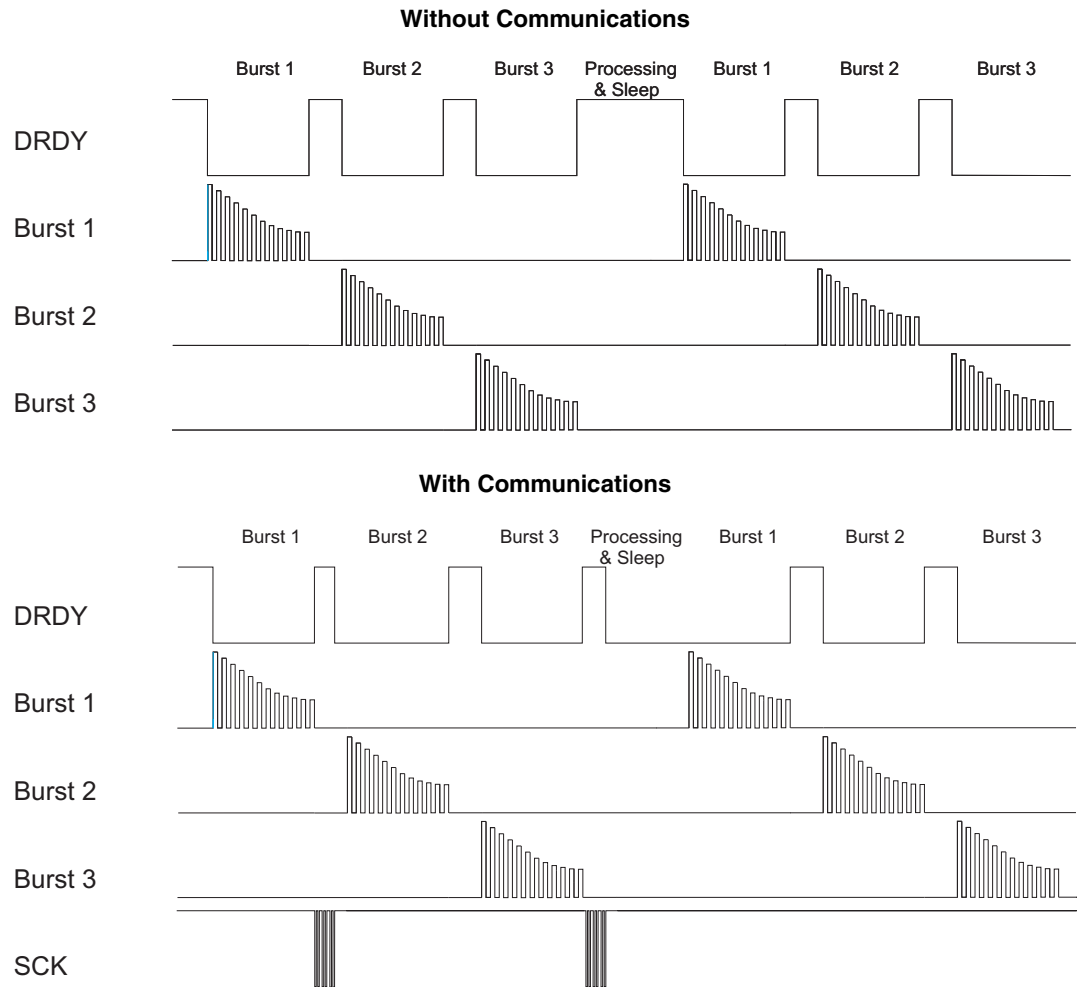 Without Communications
Burst 1 Burst 2 Burst 3 Processing & Sleep Burst 1 Burst 2 Burst 3
DRDY
Burst 1
Burst 2
Burst 3
With Communications
Burst 1 Burst 2 Burst 3 Processing & Sleep Burst 1 Burst 2 Burst 3
DRDY
Burst 1
Burst 2
Burst 3
SCK